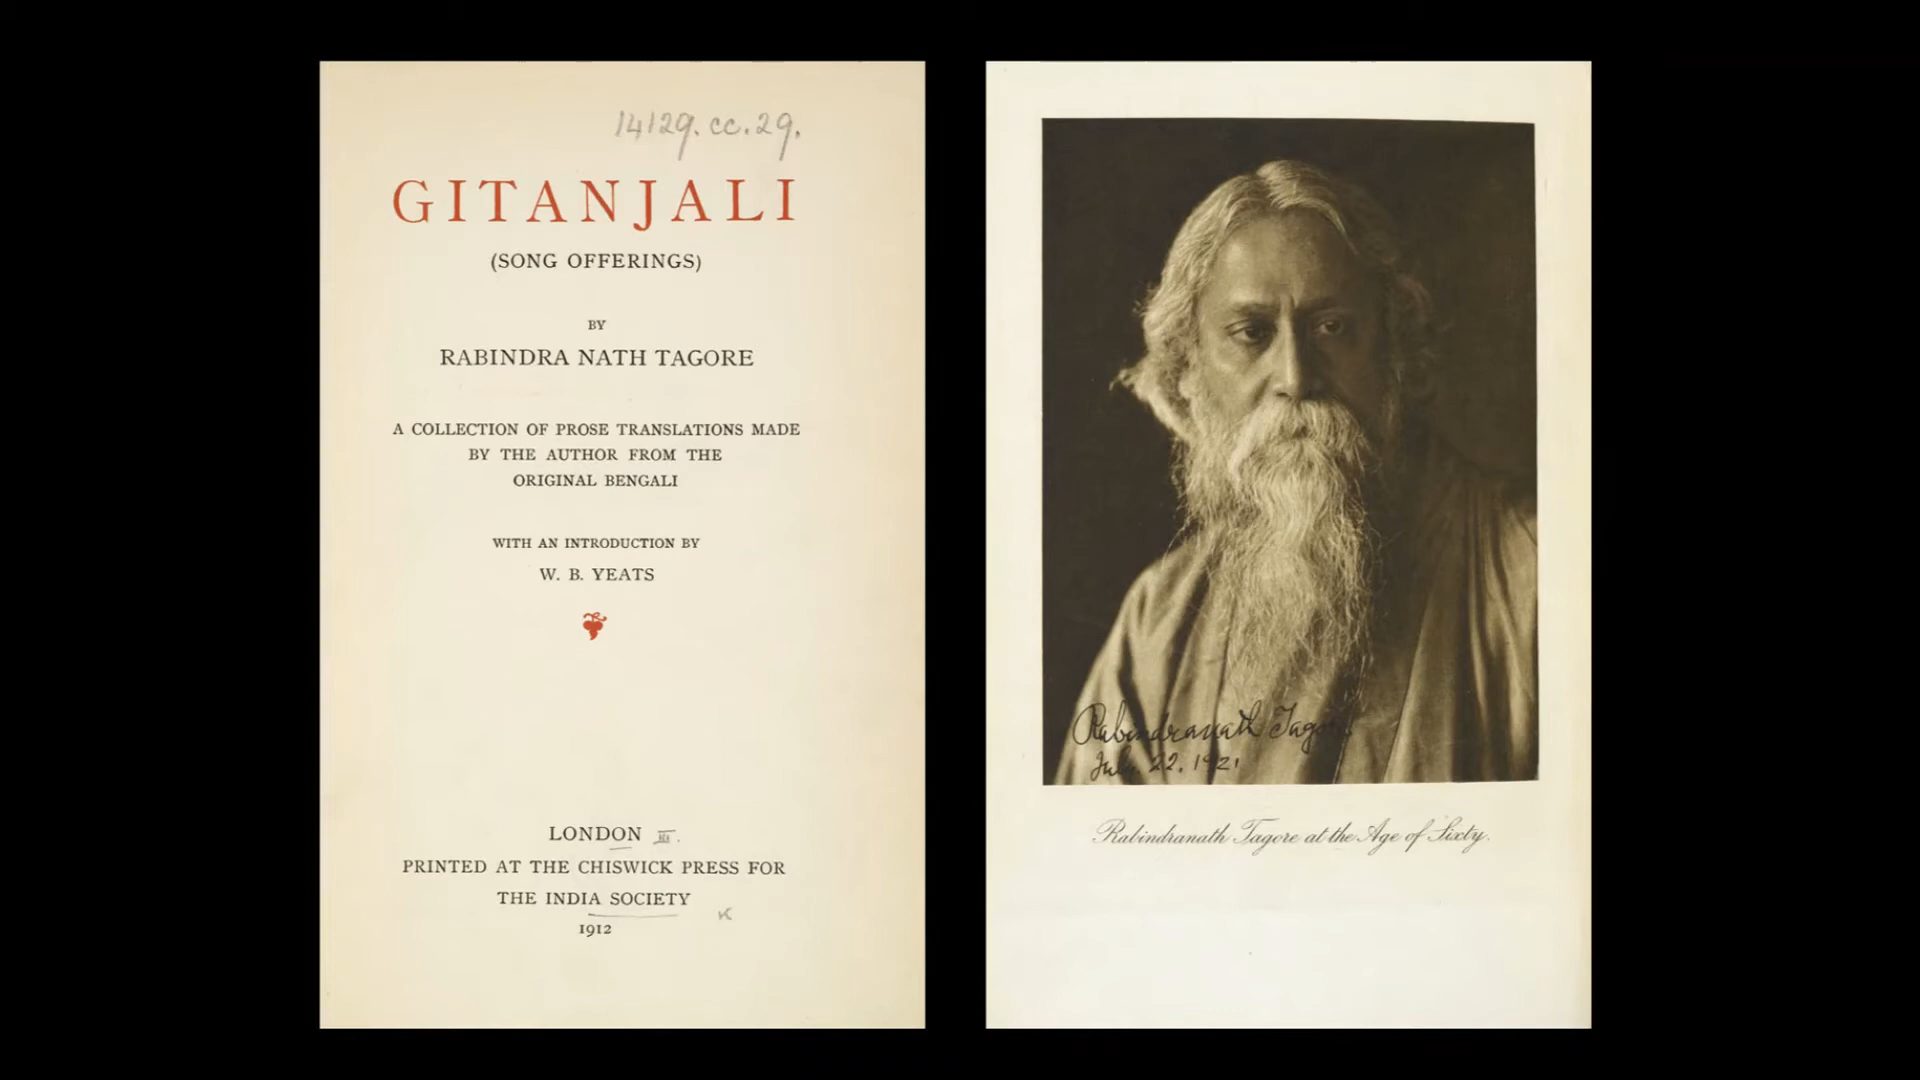 14129. cc. 29.
GITANJALI
(SONG OFFERINGS)
BY
RABINDRA NATH TAGORE
A COLLECTION OF PROSE TRANSLATIONS MADE
BY THE AUTHOR FROM THE
ORIGINAL BENGALI
WITH AN INTRODUCTION BY
W. B. YEATS
LONDON
PRINTED AT THE CHISWICK PRESS FOR
THE INDIA SOCIETY
K
1912
Rabindranath Tagore
July 22. 1921
Rabindranath Tagore at the Age of Sixty.